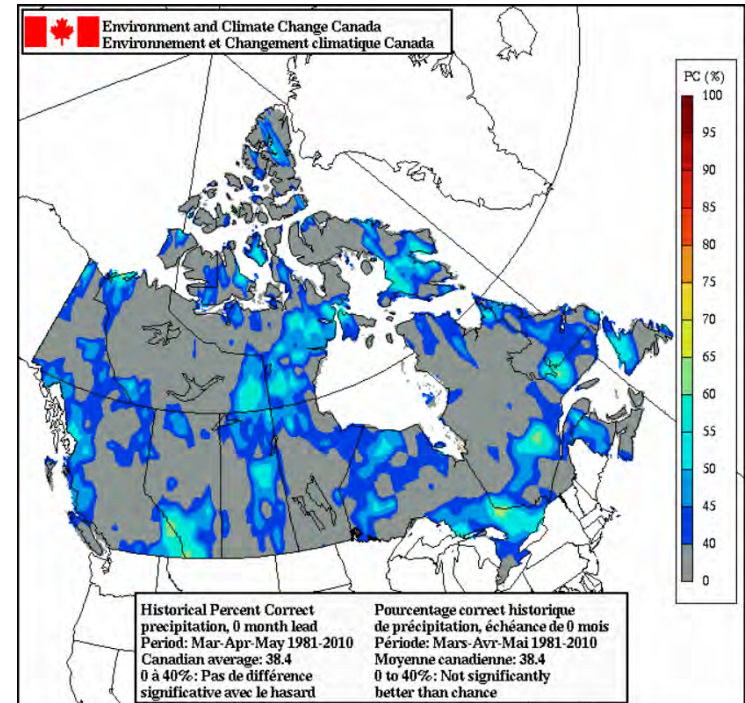 Environment and Climate Change Canada
Environnement et Changement climatique Canada
PC (%)
100
95
90
85
80
75
70
65
60
55
50
45
40
0
Historical Percent Correct
precipitation, 0 month lead
Period: Mar-Apr-May 1981-2010
Canadian average: 38.4
0 à 40%: Pas de différence
significative avec le hasard
Pourcentage correct historique
de précipitation, échéance de 0 mois
Période: Mars-Avr-Mai 1981-2010
Moyenne canadienne: 38.4
0 to 40%: Not significantly
better than chance